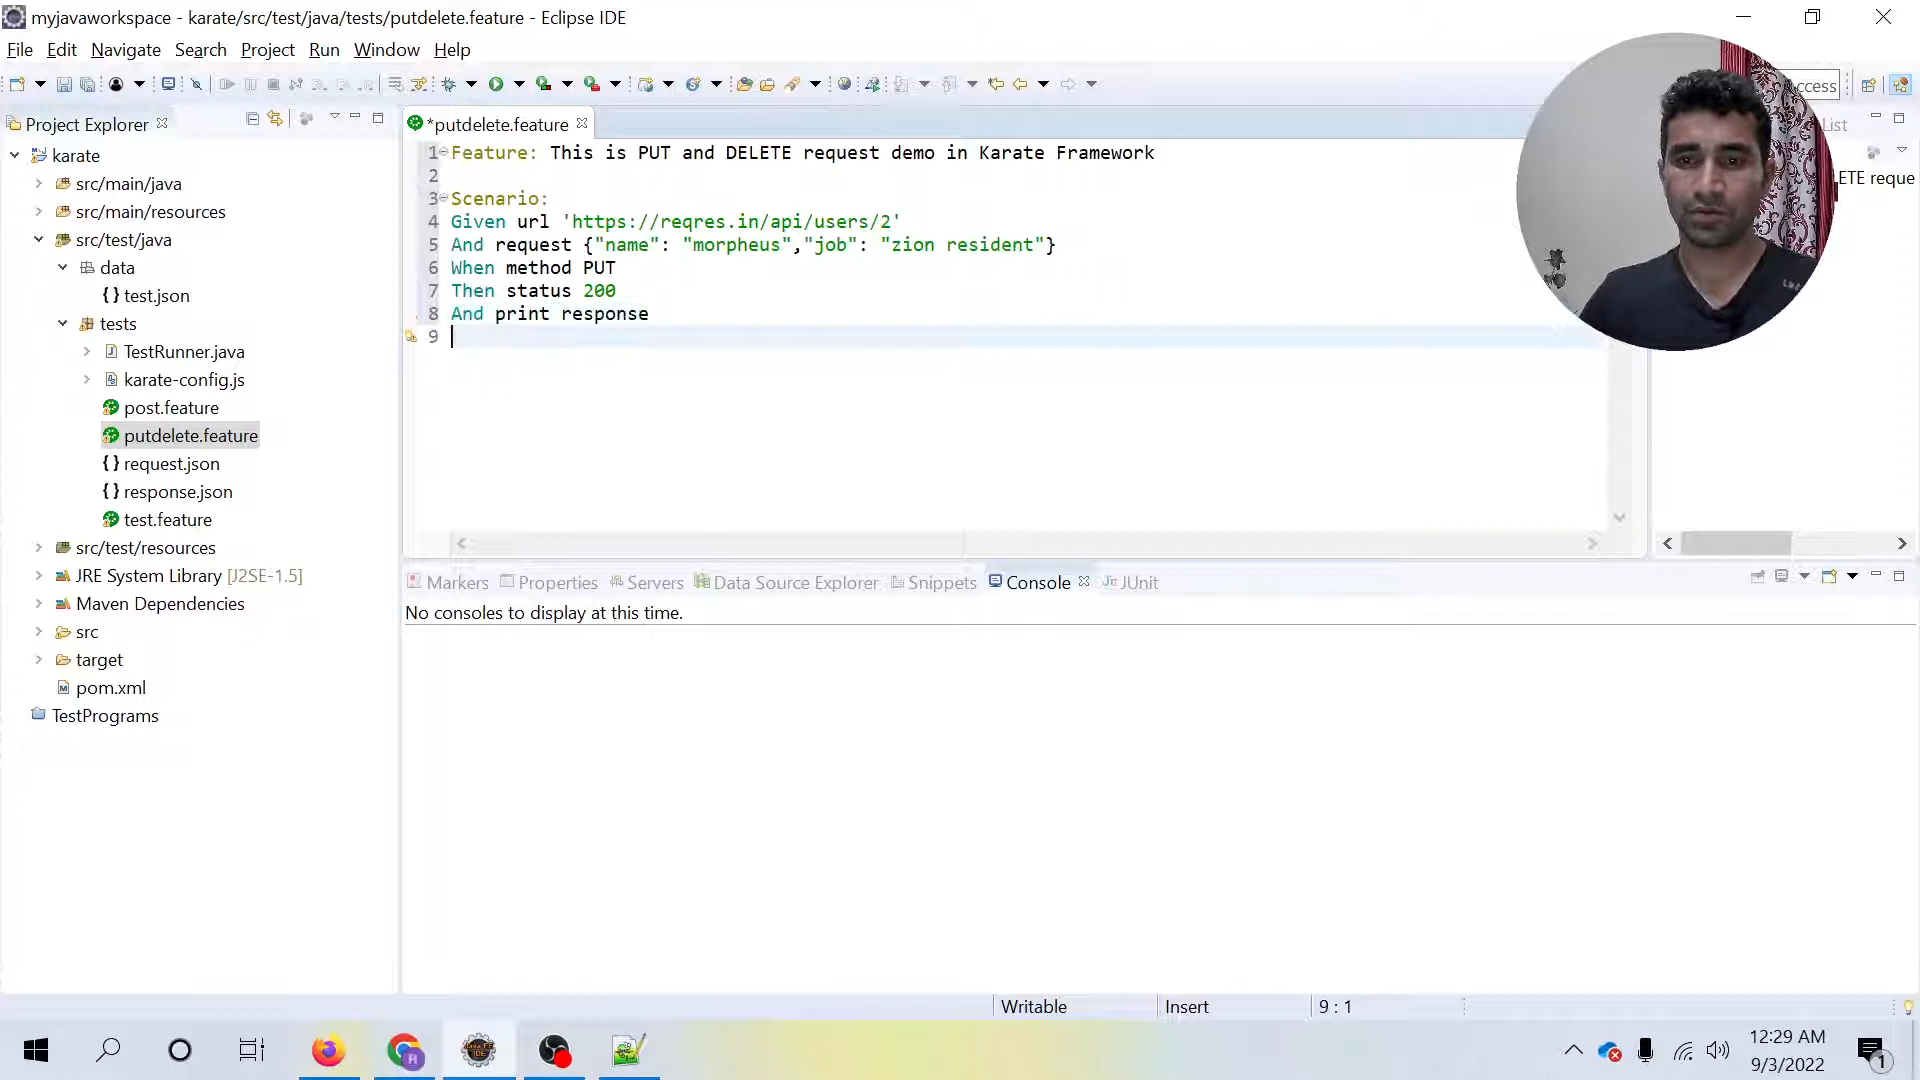 myjavaworkspace - karate/src/test/java/tests/putdelete.feature - Eclipse IDE
File Edit Navigate Search Project Run Window Help
ccess
Project Explorer
*putdelete.feature
List
ETE reque
karate
src/main/java
src/main/resources
src/test/java
data
{} test.json
tests
TestRunner.java
karate-config.js
post.feature
putdelete.feature
{} request.json
{} response.json
test.feature
src/test/resources
JRE System Library [J2SE-1.5]
Maven Dependencies
src
target
pom.xml
TestPrograms
1 Feature: This is PUT and DELETE request demo in Karate Framework
2
3 Scenario:
4 Given url 'https://reqres.in/api/users/2'
5 And request {"name": "morpheus","job": "zion resident"}
6 When method PUT
7 Then status 200
8 And print response
9
Markers Properties Servers Data Source Explorer Snippets Console JUnit
No consoles to display at this time.
Writable Insert 9 : 1
12:29 AM
9/3/2022
1